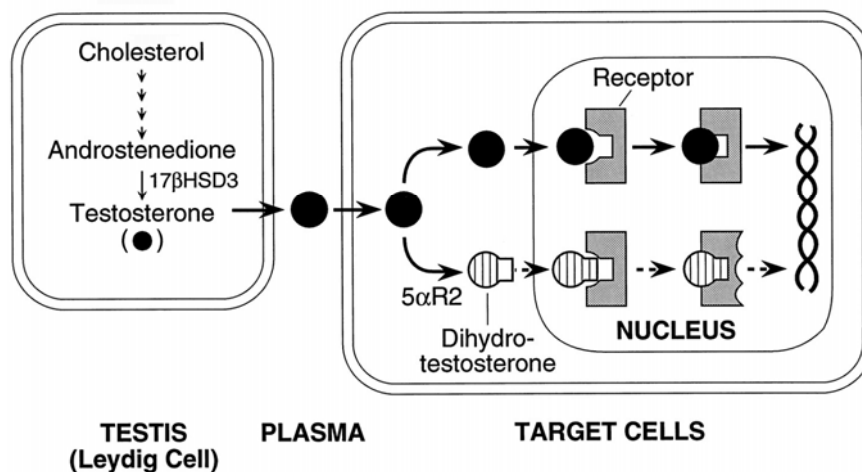 Cholesterol
Androstenedione
17βHSD3
Testosterone
( )
Receptor
5αR2
Dihydro-
testosterone
NUCLEUS
TESTIS
(Leydig Cell)
PLASMA
TARGET CELLS